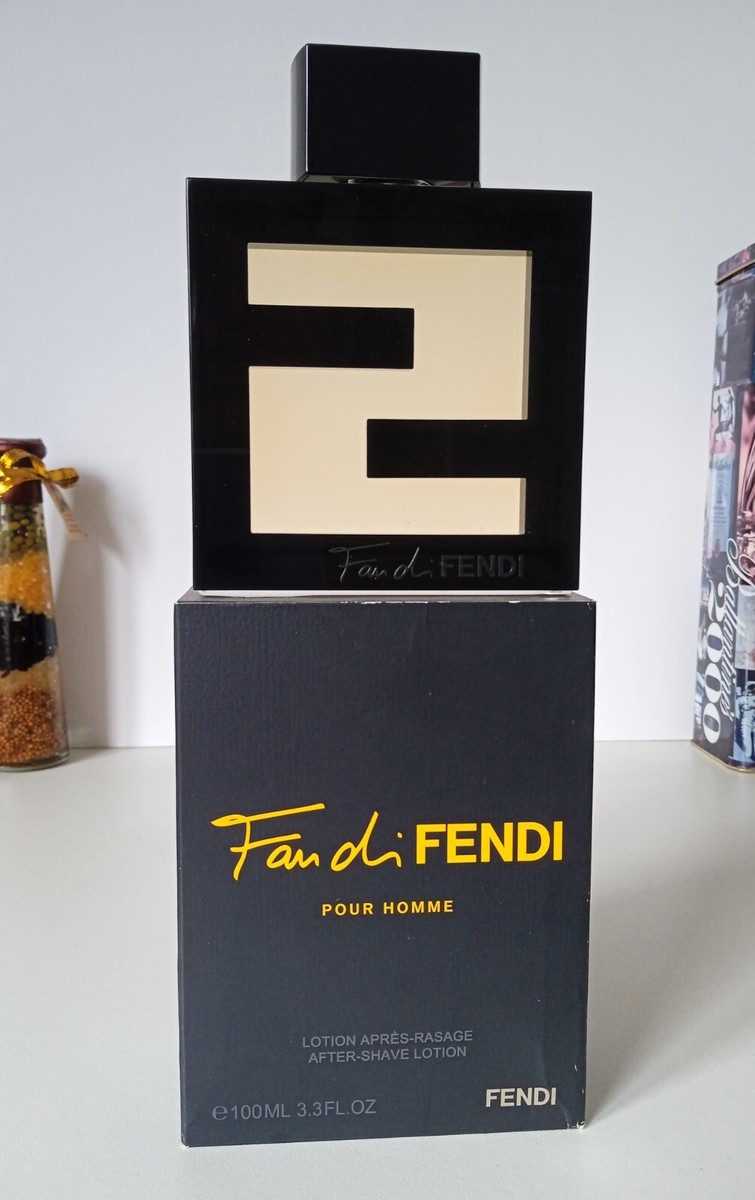 Fan di FENDI
Fan di FENDI
POUR HOMME
LOTION APRÈS-RASAGE
AFTER-SHAVE LOTION
℮100ML 3.3FL.OZ
FENDI
2000